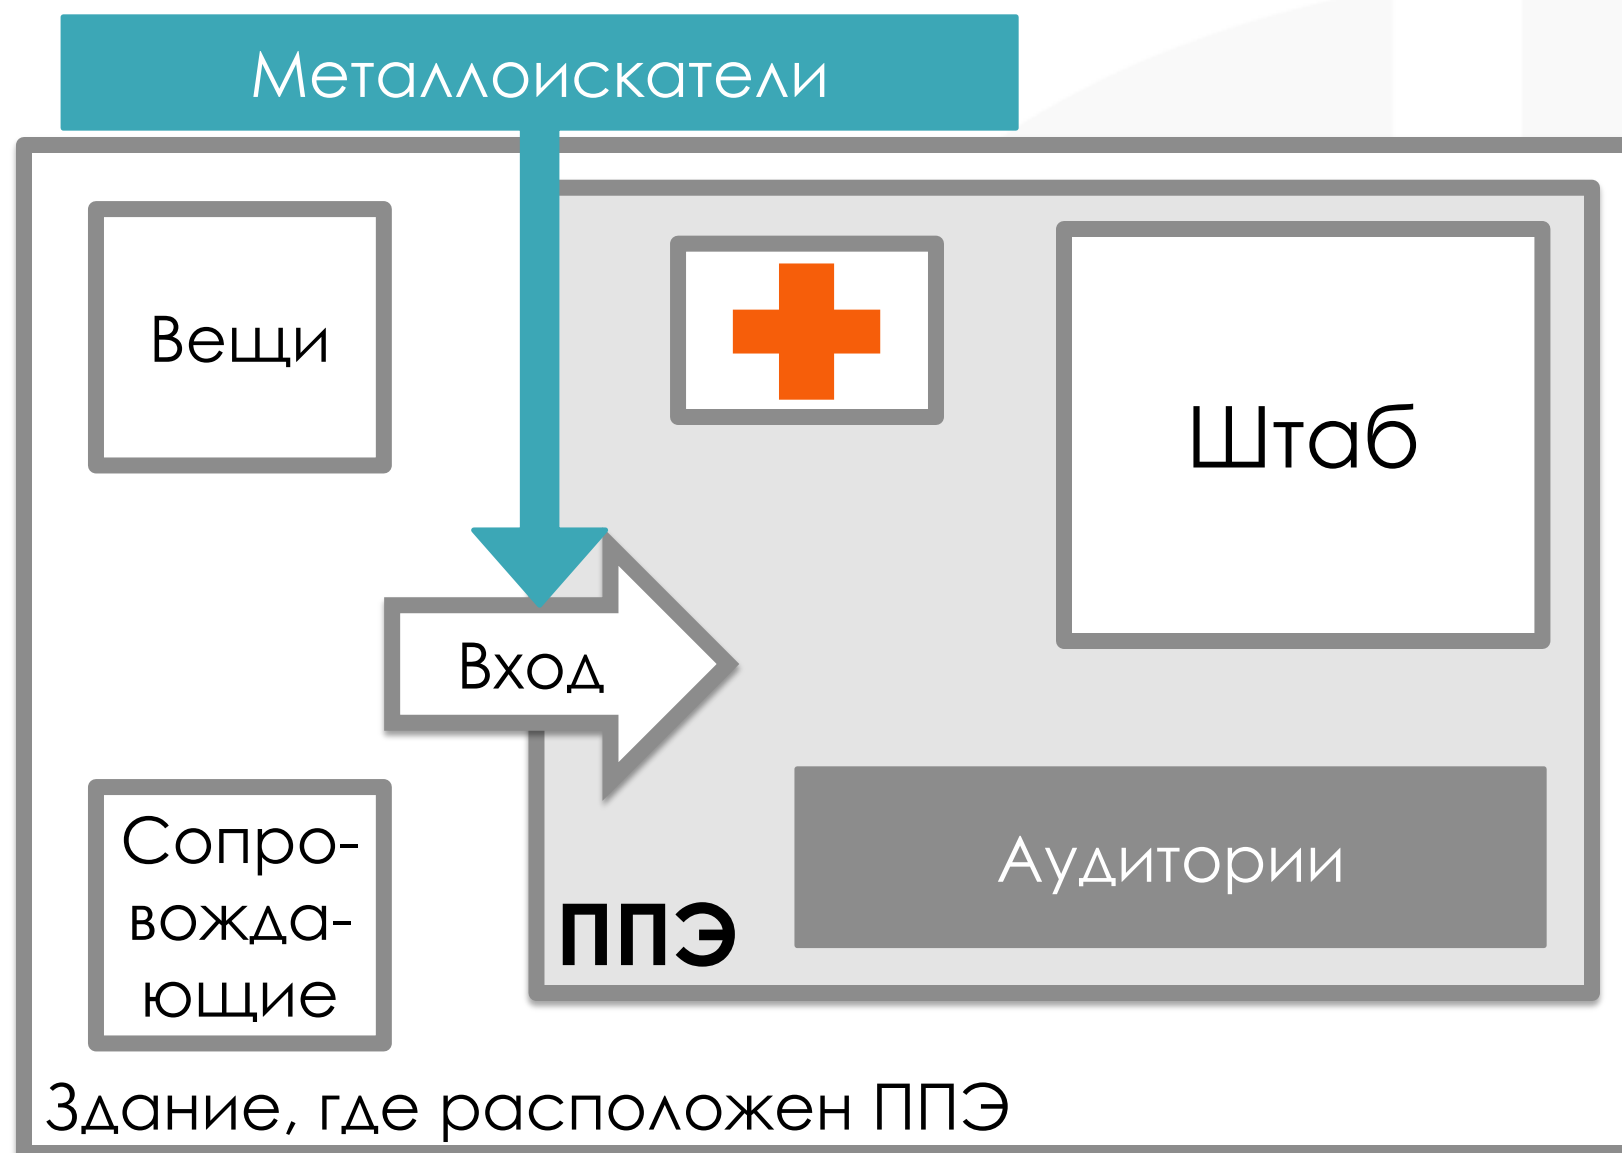 Металлоискатели
Вещи
Штаб
Вход
Сопро-
вожда-
ющие
Аудитории
ППЭ
Здание, где расположен ППЭ